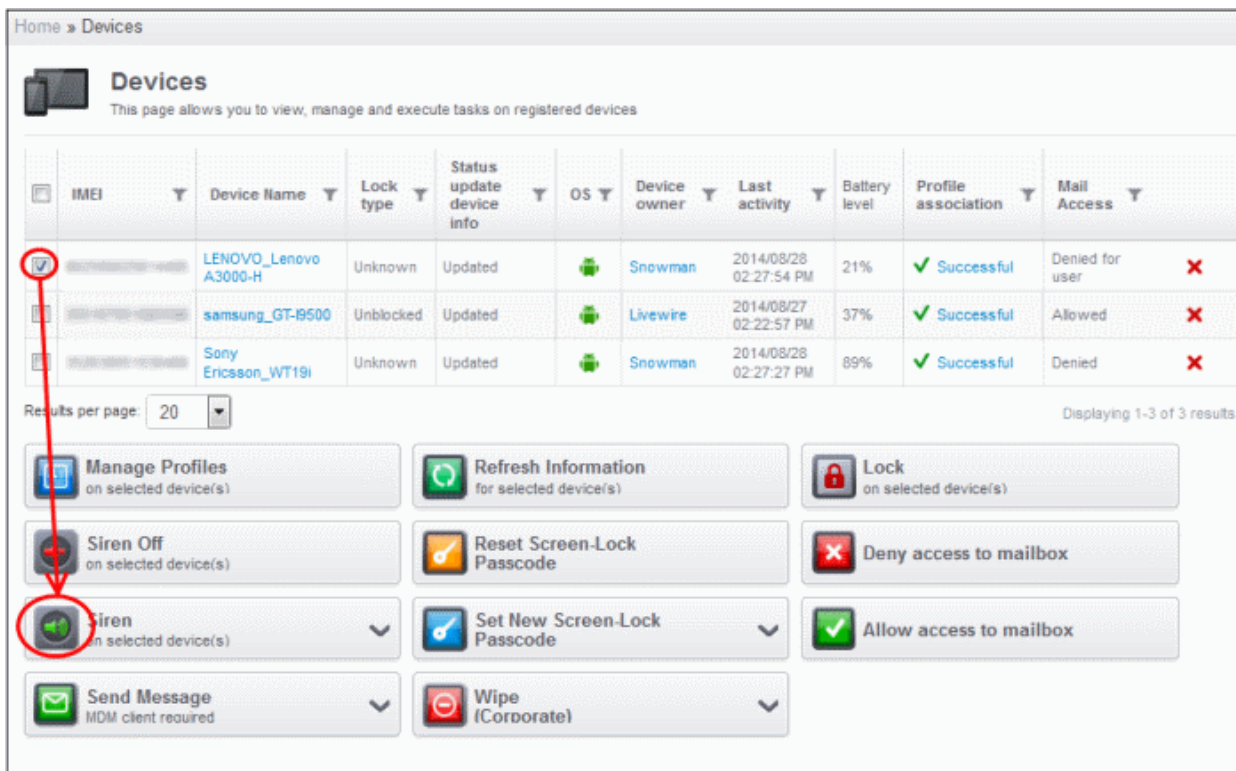 Home » Devices
Devices
This page allows you to view, manage and execute tasks on registered devices
IMEI
Device Name
Lock type
Status update device info
OS
Device owner
Last activity
Battery level
Profile association
Mail Access
LENOVO_Lenovo A3000-H
Unknown
Updated
Snowman
2014/08/28 02:27:54 PM
21%
Successful
Denied for user
samsung_GT-I9500
Unblocked
Updated
Livewire
2014/08/27 02:22:57 PM
37%
Successful
Allowed
Sony Ericsson_WT19i
Unknown
Updated
Snowman
2014/08/28 02:27:27 PM
89%
Successful
Denied
Results per page: 20
Displaying 1-3 of 3 results
Manage Profiles
on selected device(s)
Refresh Information
for selected device(s)
Lock
on selected device(s)
Siren Off
on selected device(s)
Reset Screen-Lock
Passcode
Deny access to mailbox
Siren
on selected device(s)
Set New Screen-Lock
Passcode
Allow access to mailbox
Send Message
MDM client required
Wipe
(Corporate)